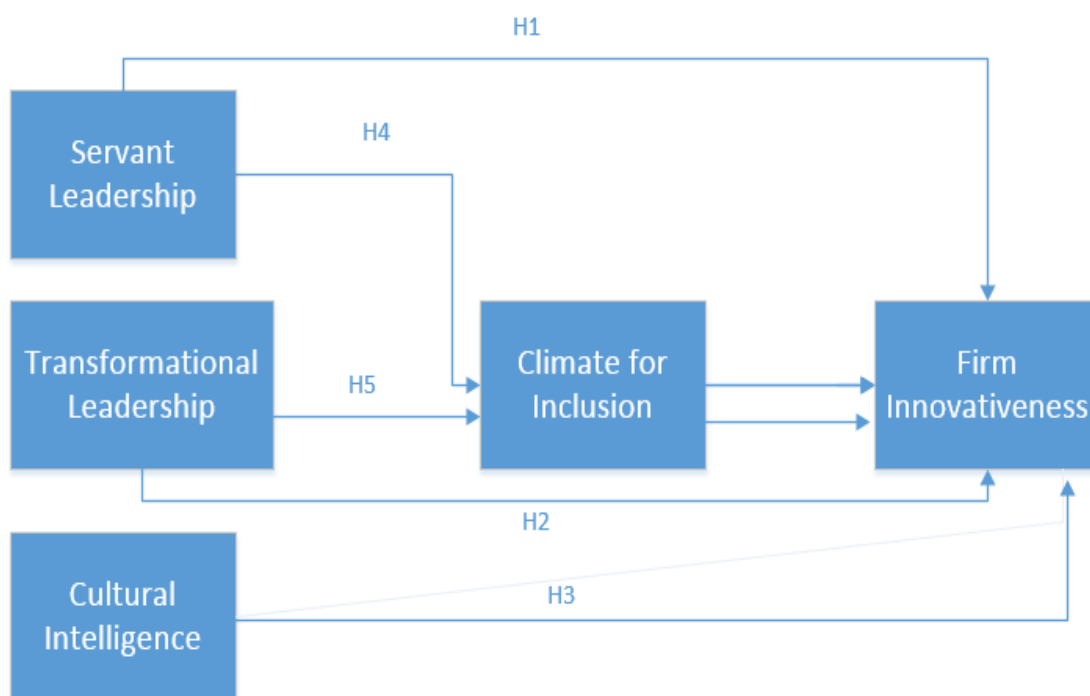 H1
Servant
Leadership
H4
Transformational
Leadership
H5
Climate for
Inclusion
Firm
Innovativeness
H2
Cultural
Intelligence
H3